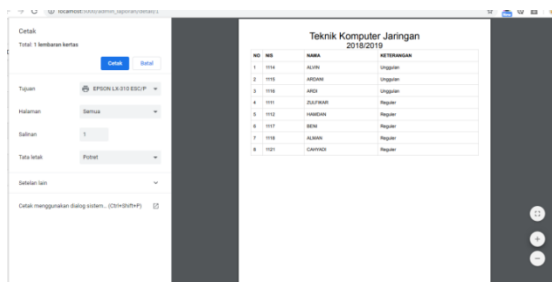 Cetak
Total: 1 lembaran kertas
Cetak Batal
Tujuan EPSON LX-310 ESC/P
Halaman Semua
Salinan 1
Tata letak Potret
Setelan lain
Cetak menggunakan dialog sistem... (Ctrl+Shift+P)
Teknik Komputer Jaringan
2018/2019
NO NIS NAMA KETERANGAN
1 1114 ALVIN Unggulan
2 1115 ARDANI Unggulan
3 1116 ARDI Unggulan
4 1111 ZULFIKAR Reguler
5 1112 HAMDAN Reguler
6 1117 Reguler
7 1118 ALWAN Reguler
8 1121 CAHYADI Reguler